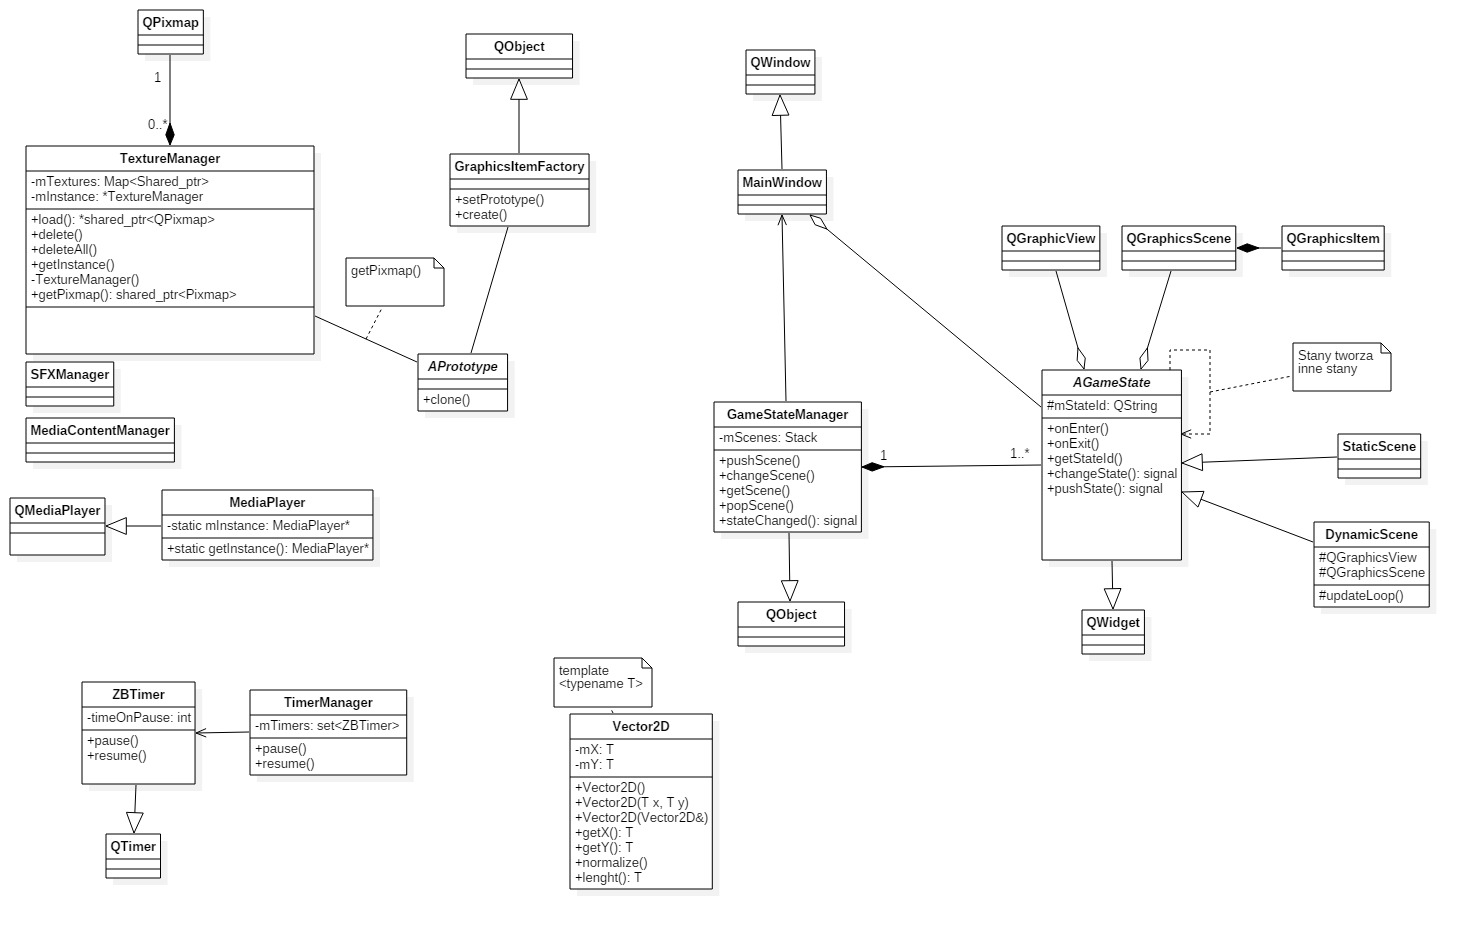 QPixmap
1
0..*
TextureManager
-mTextures: Map<Shared_ptr>
-mInstance: *TextureManager
+load(): *shared_ptr<QPixmap>
+delete()
+deleteAll()
+getInstance()
-TextureManager()
+getPixmap(): shared_ptr<Pixmap>
SFXManager
MediaContentManager
QMediaPlayer
MediaPlayer
-static mInstance: MediaPlayer*
+static getInstance(): MediaPlayer*
QObject
GraphicsItemFactory
+setPrototype()
+create()
getPixmap()
APrototype
+clone()
QWindow
MainWindow
GameStateManager
-mScenes: Stack
+pushScene()
+changeScene()
+getScene()
+popScene()
+stateChanged(): signal
1
1..*
QObject
QGraphicView
QGraphicsScene
QGraphicsItem
AGameState
#mStateId: QString
+onEnter()
+onExit()
+getStateId()
+changeState(): signal
+pushState(): signal
Stany tworza
inne stany
StaticScene
DynamicScene
#QGraphicsView
#QGraphicsScene
#updateLoop()
QWidget
ZBTimer
-timeOnPause: int
+pause()
+resume()
TimerManager
-mTimers: set<ZBTimer>
+pause()
+resume()
QTimer
template
<typename T>
Vector2D
-mX: T
-mY: T
+Vector2D()
+Vector2D(T x, T y)
+Vector2D(Vector2D&)
+getX(): T
+getY(): T
+normalize()
+lenght(): T